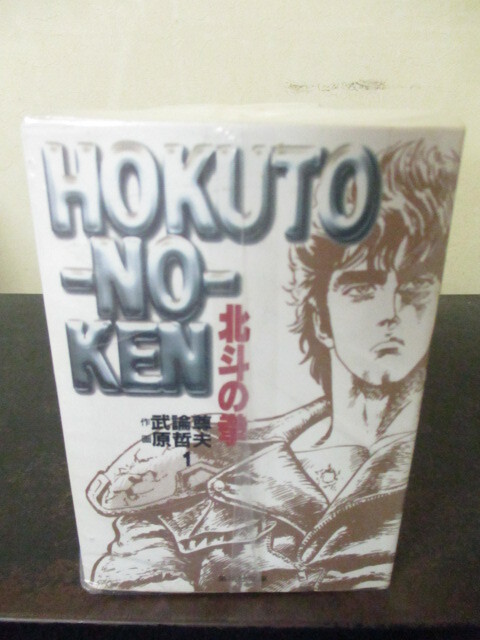 HOKUTO
-NO-
KEN
北斗の拳
作 武論尊
画 原哲夫
1